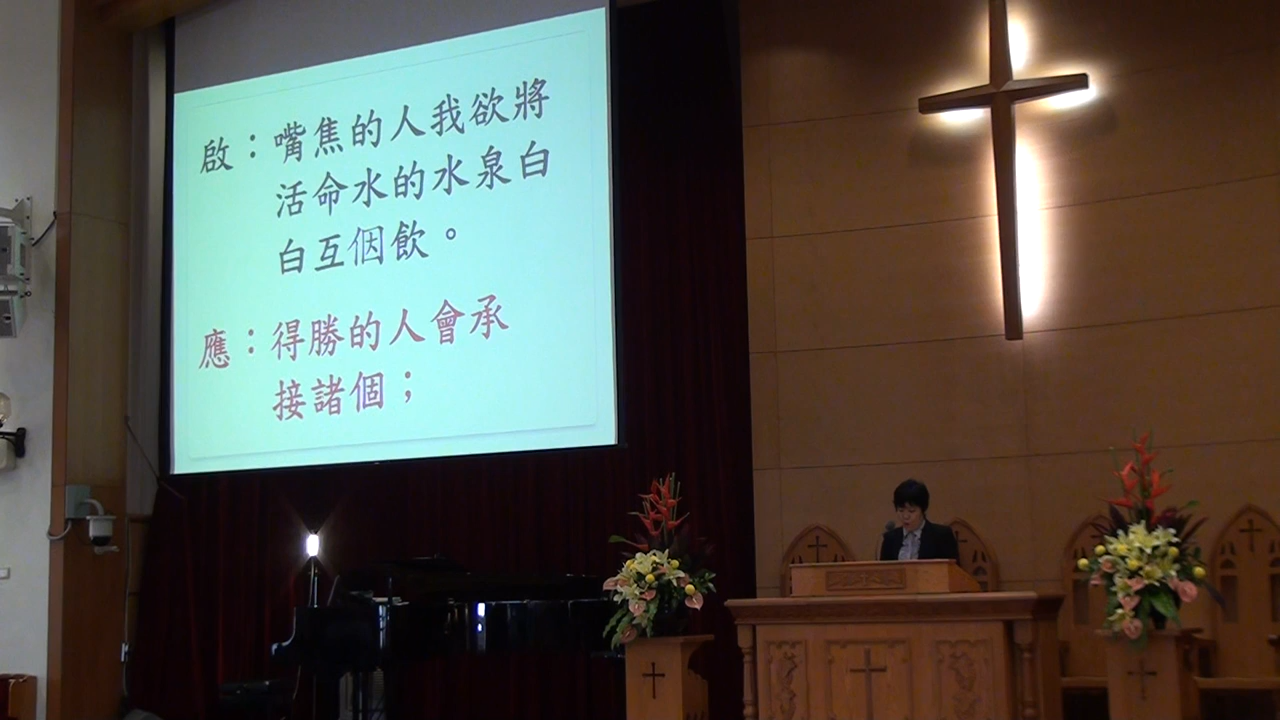 啟：嘴焦的人我欲將
活命水的水泉白
白互𪜶飲。
應：得勝的人會承
接諸個；